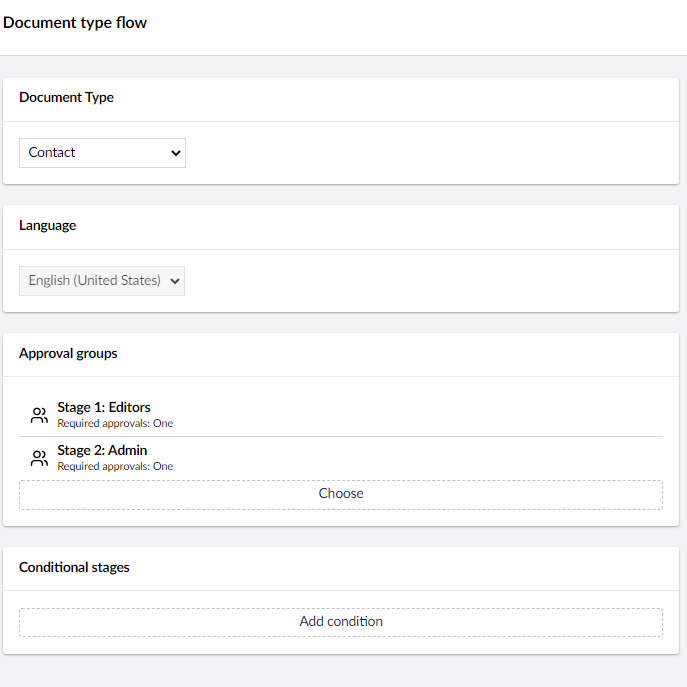 Document type flow
Document Type
Contact
Language
English (United States)
Approval groups
Stage 1: Editors
Required approvals: One
Stage 2: Admin
Required approvals: One
Choose
Conditional stages
Add condition